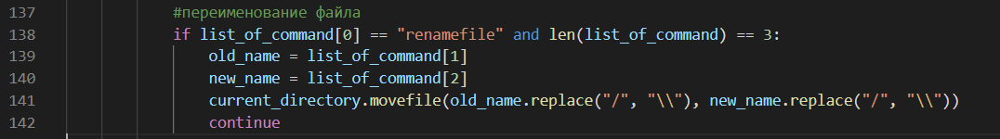 137 #переименование файла
138 if list_of_command[0] == "renamefile" and len(list_of_command) == 3:
139 old_name = list_of_command[1]
140 new_name = list_of_command[2]
141 current_directory.movefile(old_name.replace("/", "\\"), new_name.replace("/", "\\"))
142 continue